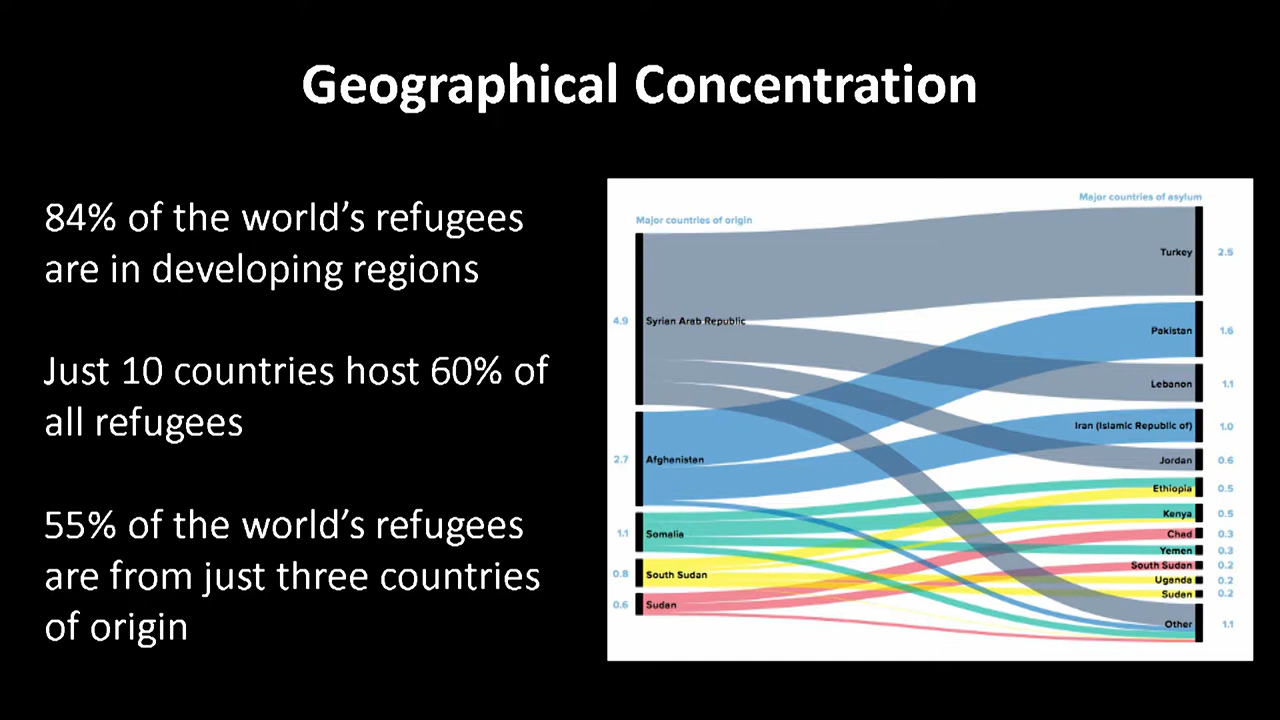 Geographical Concentration
84% of the world's refugees
are in developing regions
Just 10 countries host 60% of
all refugees
55% of the world's refugees
are from just three countries
of origin
Major countries of origin
4.9 Syrian Arab Republic
2.7 Afghanistan
1.1 Somalia
0.8 South Sudan
0.6 Sudan
Major countries of asylum
Turkey 2.5
Pakistan 1.6
Lebanon 1.1
Iran (Islamic Republic of) 1.0
Jordan 0.6
Ethiopia 0.5
Kenya 0.5
Chad 0.3
Yemen 0.3
South Sudan 0.2
Uganda 0.2
Sudan 0.2
Other 1.1